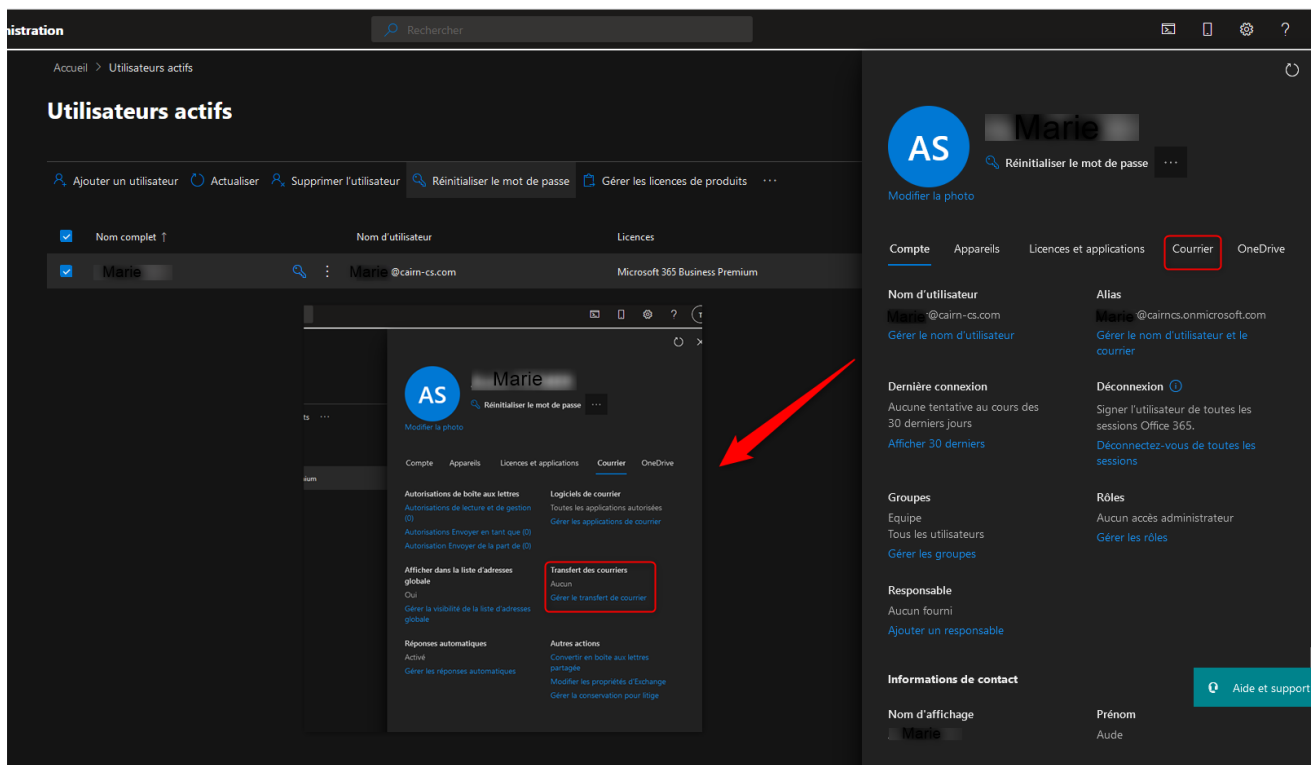 nistration
Rechercher
?
Accueil > Utilisateurs actifs
Utilisateurs actifs
Ajouter un utilisateur Actualiser Supprimer l'utilisateur Réinitialiser le mot de passe Gérer les licences de produits ...
Nom complet ↑ Nom d'utilisateur Licences
Marie Marie @cairn-cs.com Microsoft 365 Business Premium
?
ts ...
ium
AS
Marie
Réinitialiser le mot de passe ...
Modifier la photo
Compte Appareils Licences et applications Courrier OneDrive
Autorisations de boîte aux lettres
Autorisations de lecture et de gestion
(0)
Autorisations Envoyer en tant que (0)
Autorisation Envoyer de la part de (0)
Logiciels de courrier
Toutes les applications autorisées
Gérer les applications de courrier
Afficher dans la liste d'adresses
globale
Oui
Gérer la visibilité de la liste d'adresses
globale
Transfert des courriers
Aucun
Gérer le transfert de courrier
Réponses automatiques
Activé
Gérer les réponses automatiques
Autres actions
Convertir en boîte aux lettres
partagée
Modifier les propriétés d'Exchange
Gérer la conservation pour litige
AS
Marie
Réinitialiser le mot de passe ...
Modifier la photo
Compte Appareils Licences et applications Courrier OneDrive
Nom d'utilisateur
Marie @cairn-cs.com
Gérer le nom d'utilisateur
Alias
Marie @cairncs.onmicrosoft.com
Gérer le nom d'utilisateur et le
courrier
Dernière connexion
Aucune tentative au cours des
30 derniers jours
Afficher 30 derniers
Déconnexion
Signer l'utilisateur de toutes les
sessions Office 365.
Déconnectez-vous de toutes les
sessions
Groupes
Equipe
Tous les utilisateurs
Gérer les groupes
Rôles
Aucun accès administrateur
Gérer les rôles
Responsable
Aucun fourni
Ajouter un responsable
Informations de contact
Aide et support
Nom d'affichage
Marie
Prénom
Aude